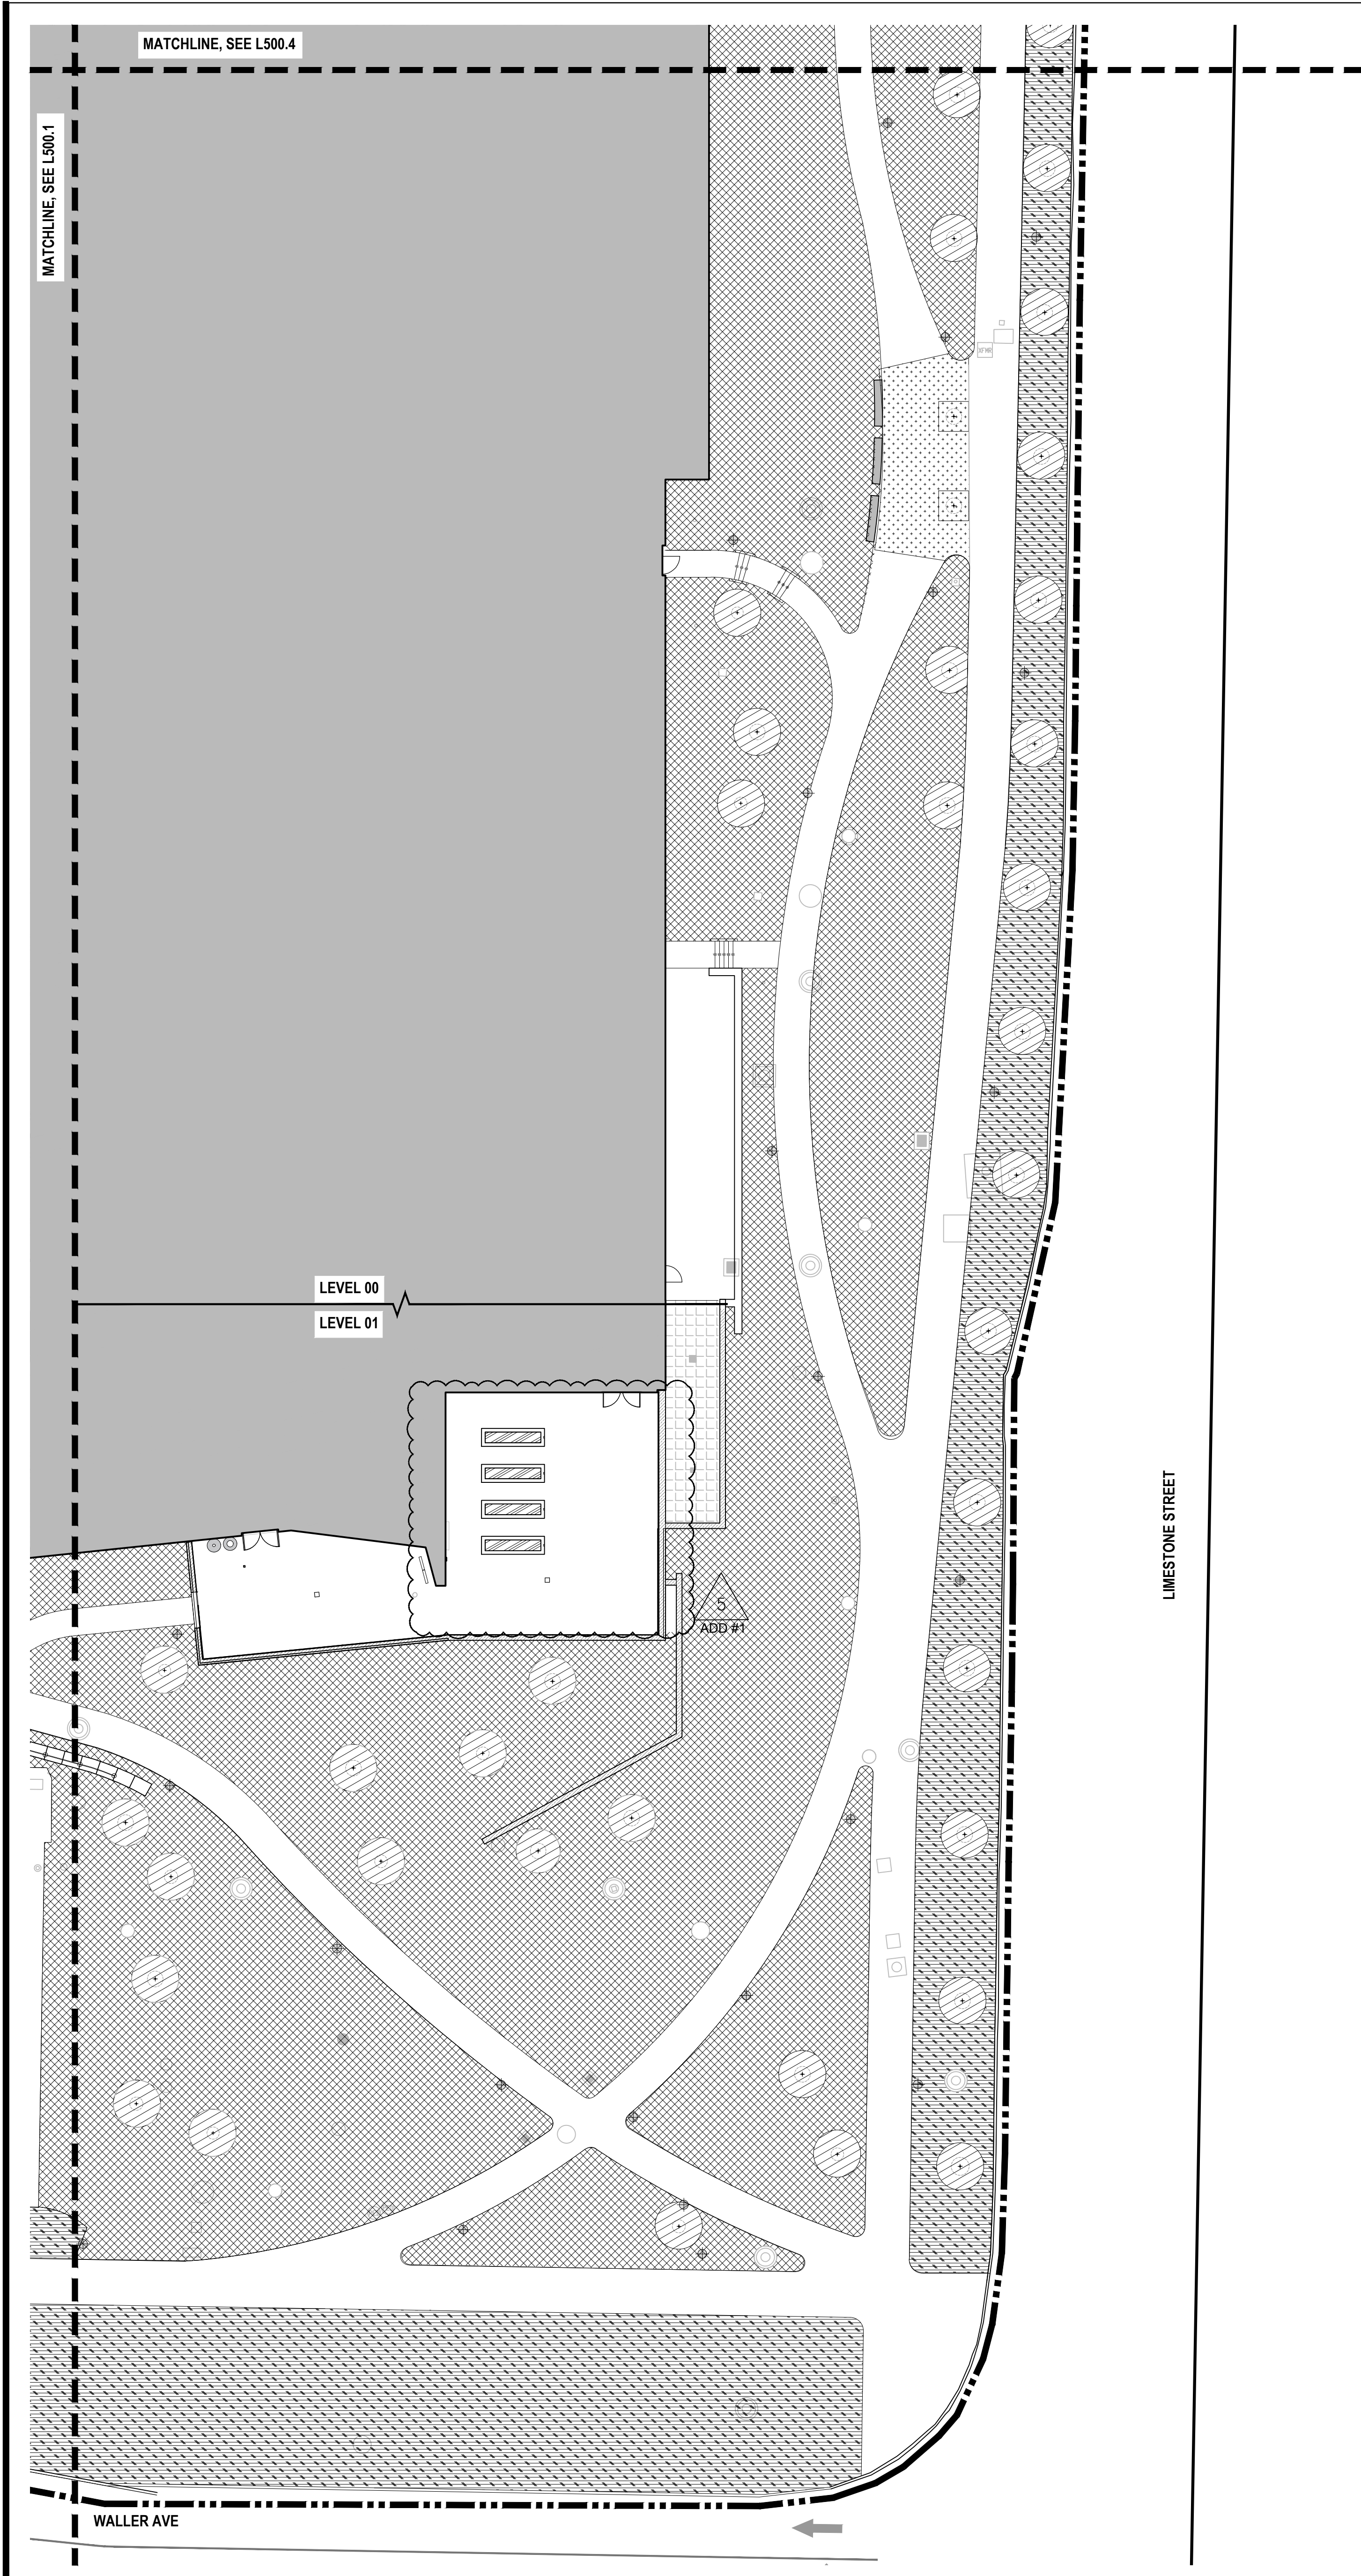 MATCHLINE, SEE L500.4
MATCHLINE, SEE L500.1
XFMR
LEVEL 00
LEVEL 01
LIMESTONE STREET
5
ADD #1
WALLER AVE